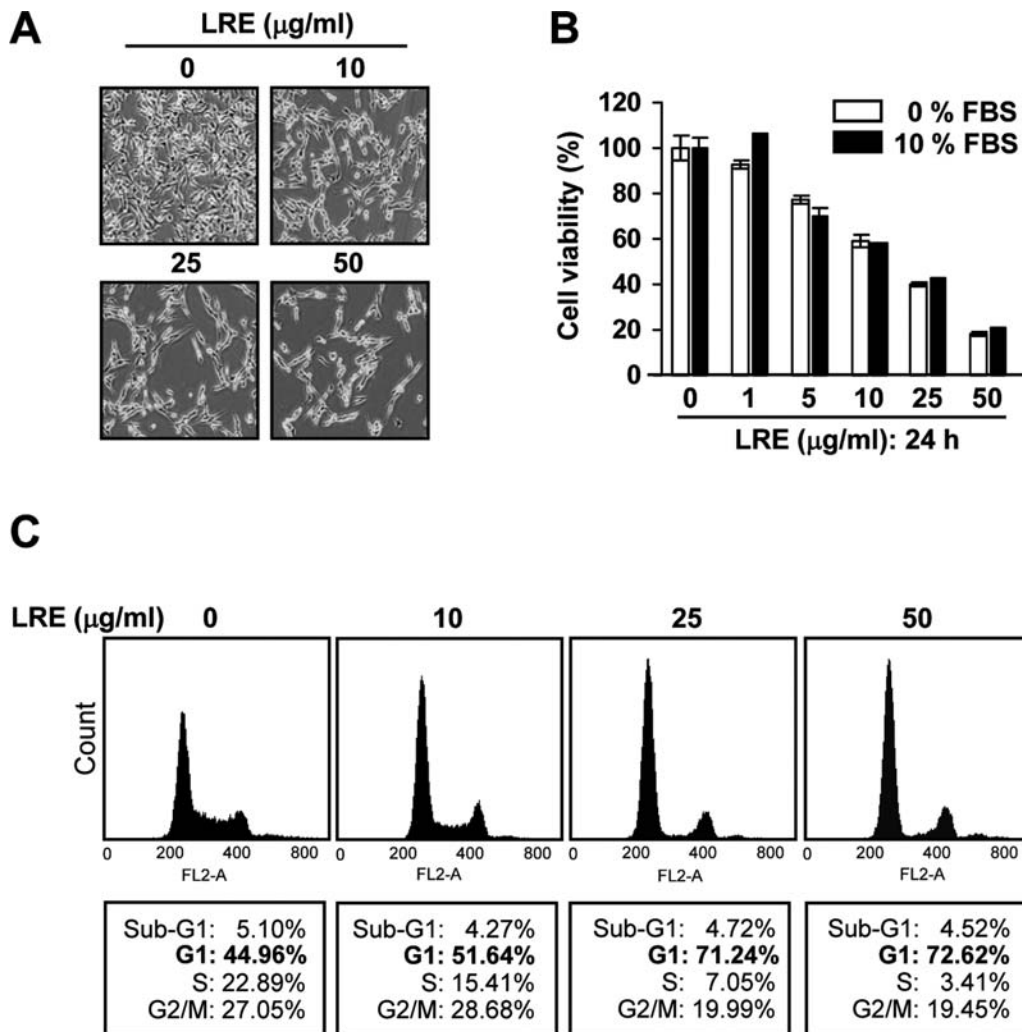 A
LRE (μg/ml)
0 10
25 50
B
120
100
80
60
40
20
0
Cell viability (%)
0 % FBS
10 % FBS
0 1 5 10 25 50
LRE (μg/ml): 24 h
C
LRE (μg/ml) 0 10 25 50
Count
0 200 400 800
FL2-A
0 200 400 800
FL2-A
0 200 400 800
FL2-A
0 200 400 800
FL2-A
Sub-G1: 5.10%
G1: 44.96%
S: 22.89%
G2/M: 27.05%
Sub-G1: 4.27%
G1: 51.64%
S: 15.41%
G2/M: 28.68%
Sub-G1: 4.72%
G1: 71.24%
S: 7.05%
G2/M: 19.99%
Sub-G1: 4.52%
G1: 72.62%
S: 3.41%
G2/M: 19.45%